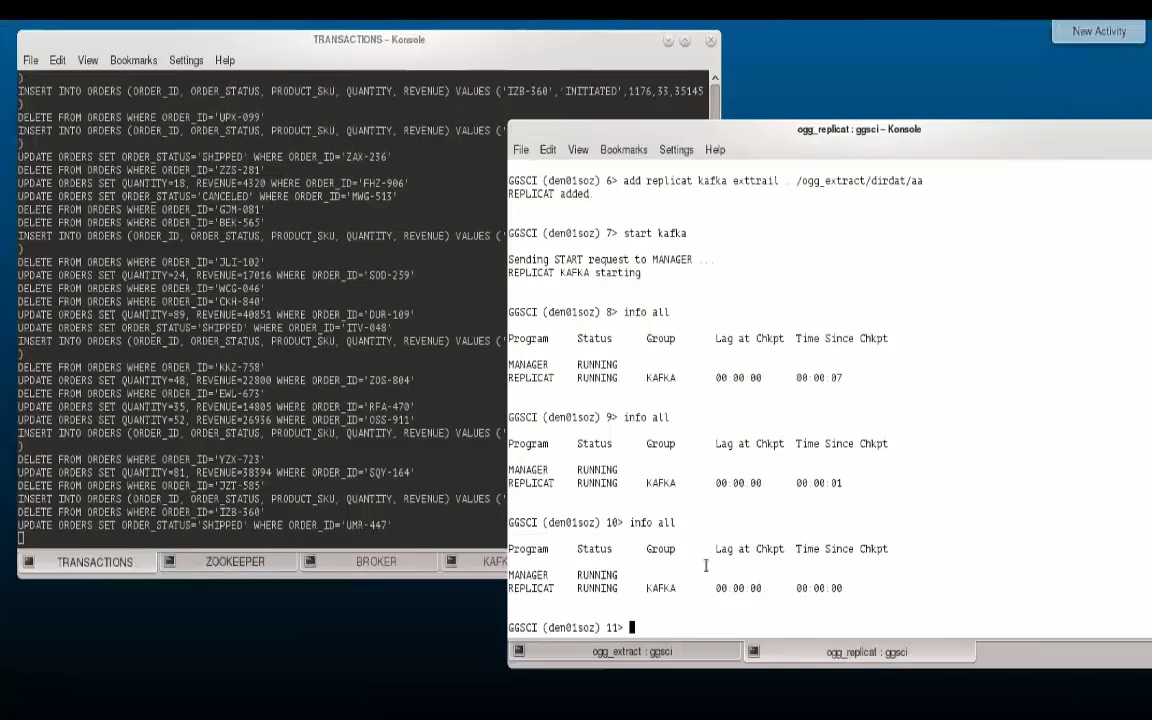 New Activity
TRANSACTIONS – Konsole
File Edit View Bookmarks Settings Help
)
INSERT INTO ORDERS (ORDER_ID, ORDER_STATUS, PRODUCT_SKU, QUANTITY, REVENUE) VALUES ('IZB-360','INITIATED',1176,33,35145
)
DELETE FROM ORDERS WHERE ORDER_ID='UPX-099'
INSERT INTO ORDERS (ORDER_ID, ORDER_STATUS, PRODUCT_SKU, QUANTITY, REVENUE) VALUES ('
)
UPDATE ORDERS SET ORDER_STATUS='SHIPPED' WHERE ORDER_ID='ZAX-236'
DELETE FROM ORDERS WHERE ORDER_ID='ZZS-281'
UPDATE ORDERS SET QUANTITY=18, REVENUE=4320 WHERE ORDER_ID='FHZ-906'
UPDATE ORDERS SET ORDER_STATUS='CANCELED' WHERE ORDER_ID='MWG-513'
DELETE FROM ORDERS WHERE ORDER_ID='GJM-081'
DELETE FROM ORDERS WHERE ORDER_ID='BEK-565'
INSERT INTO ORDERS (ORDER_ID, ORDER_STATUS, PRODUCT_SKU, QUANTITY, REVENUE) VALUES ('
)
DELETE FROM ORDERS WHERE ORDER_ID='JLI-102'
UPDATE ORDERS SET QUANTITY=24, REVENUE=17016 WHERE ORDER_ID='SOD-259'
DELETE FROM ORDERS WHERE ORDER_ID='WCG-046'
DELETE FROM ORDERS WHERE ORDER_ID='CKH-840'
UPDATE ORDERS SET QUANTITY=89, REVENUE=40851 WHERE ORDER_ID='DUR-109'
UPDATE ORDERS SET ORDER_STATUS='SHIPPED' WHERE ORDER_ID='ITV-048'
INSERT INTO ORDERS (ORDER_ID, ORDER_STATUS, PRODUCT_SKU, QUANTITY, REVENUE) VALUES ('
)
DELETE FROM ORDERS WHERE ORDER_ID='KKZ-758'
UPDATE ORDERS SET QUANTITY=48, REVENUE=22800 WHERE ORDER_ID='ZOS-804'
DELETE FROM ORDERS WHERE ORDER_ID='EWL-673'
UPDATE ORDERS SET QUANTITY=35, REVENUE=14805 WHERE ORDER_ID='RFA-470'
UPDATE ORDERS SET QUANTITY=52, REVENUE=26936 WHERE ORDER_ID='OSS-911'
INSERT INTO ORDERS (ORDER_ID, ORDER_STATUS, PRODUCT_SKU, QUANTITY, REVENUE) VALUES ('
)
DELETE FROM ORDERS WHERE ORDER_ID='YZX-723'
UPDATE ORDERS SET QUANTITY=81, REVENUE=38394 WHERE ORDER_ID='SQY-164'
DELETE FROM ORDERS WHERE ORDER_ID='JZT-585'
INSERT INTO ORDERS (ORDER_ID, ORDER_STATUS, PRODUCT_SKU, QUANTITY, REVENUE) VALUES ('
DELETE FROM ORDERS WHERE ORDER_ID='IZB-360'
UPDATE ORDERS SET ORDER_STATUS='SHIPPED' WHERE ORDER_ID='UMR-447'
TRANSACTIONS ZOOKEEPER BROKER KAF
ogg_replicat : ggsci – Konsole
File Edit View Bookmarks Settings Help
GGSCI (den01soz) 6> add replicat kafka exttrail . /ogg_extract/dirdat/aa
REPLICAT added.
GGSCI (den01soz) 7> start kafka
Sending START request to MANAGER ...
REPLICAT KAFKA starting
GGSCI (den01soz) 8> info all
Program Status Group Lag at Chkpt Time Since Chkpt
MANAGER RUNNING
REPLICAT RUNNING KAFKA 00:00:00 00:00:07
GGSCI (den01soz) 9> info all
Program Status Group Lag at Chkpt Time Since Chkpt
MANAGER RUNNING
REPLICAT RUNNING KAFKA 00:00:00 00:00:01
GGSCI (den01soz) 10> info all
Program Status Group Lag at Chkpt Time Since Chkpt
MANAGER RUNNING
REPLICAT RUNNING KAFKA 00:00:00 00:00:00
GGSCI (den01soz) 11>
ogg_extract : ggsci ogg_replicat : ggsci